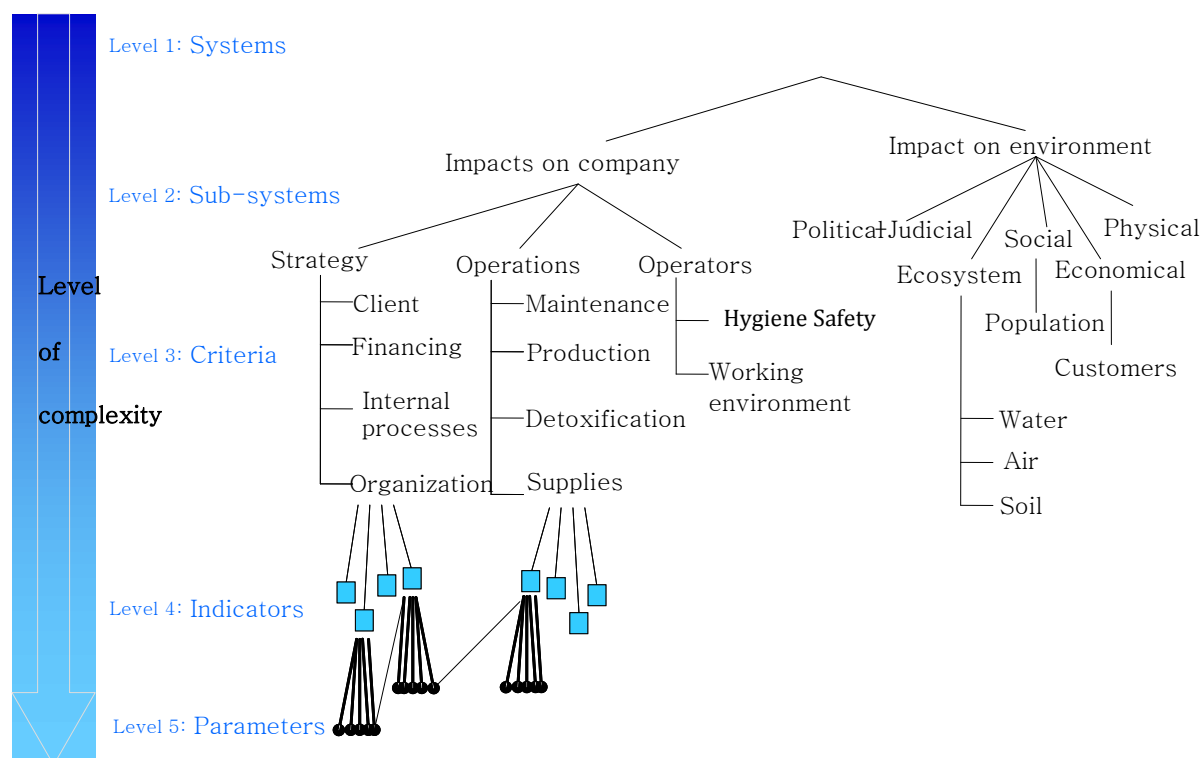 Level 1: Systems
Impact on environment
Impacts on company
Level 2: Sub-systems
Political-Judicial
Social
Physical
Strategy
Operations
Operators
Ecosystem
Economical
Level
of
complexity
Client
Maintenance
Hygiene Safety
Population
Level 3: Criteria
Financing
Production
Working
environment
Customers
Internal
processes
Detoxification
Water
Air
Organization
Supplies
Soil
Level 4: Indicators
Level 5: Parameters